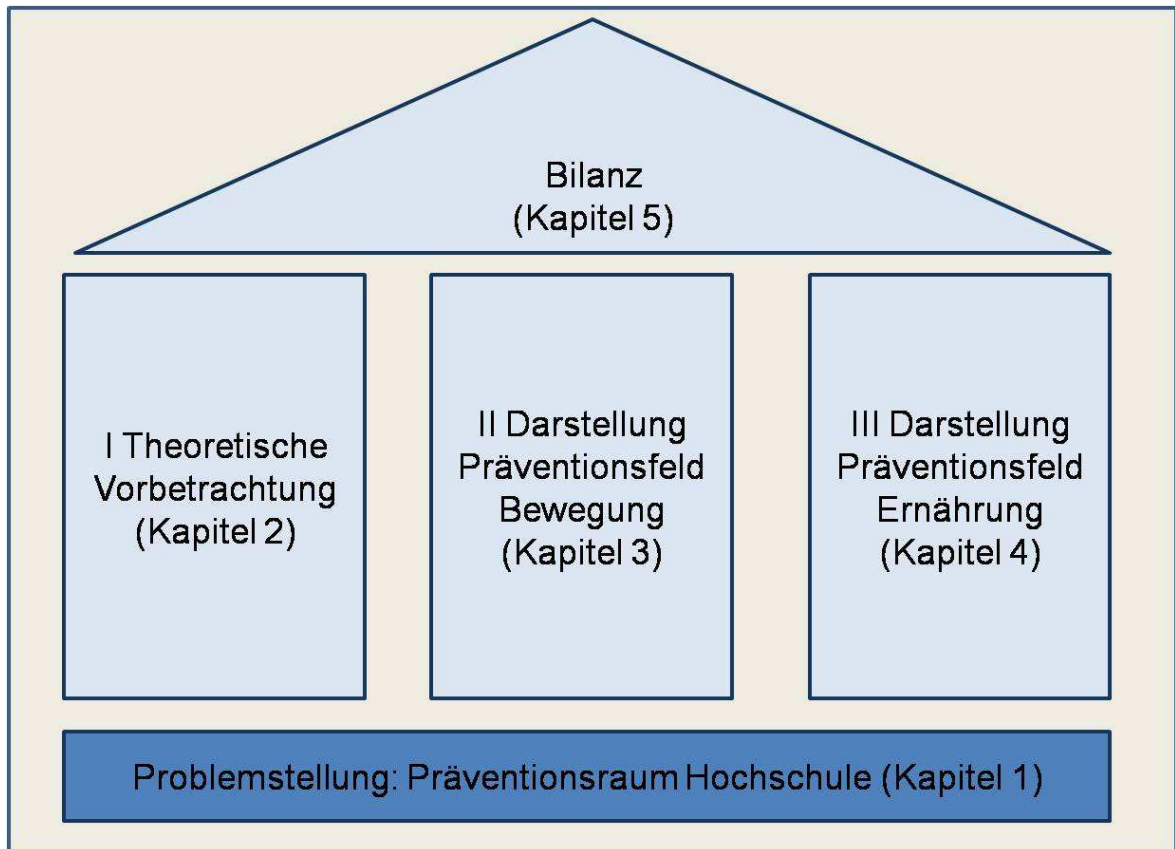 Bilanz
(Kapitel 5)
I Theoretische
Vorbetrachtung
(Kapitel 2)
II Darstellung
Präventionsfeld
Bewegung
(Kapitel 3)
III Darstellung
Präventionsfeld
Ernährung
(Kapitel 4)
Problemstellung: Präventionsraum Hochschule (Kapitel 1)